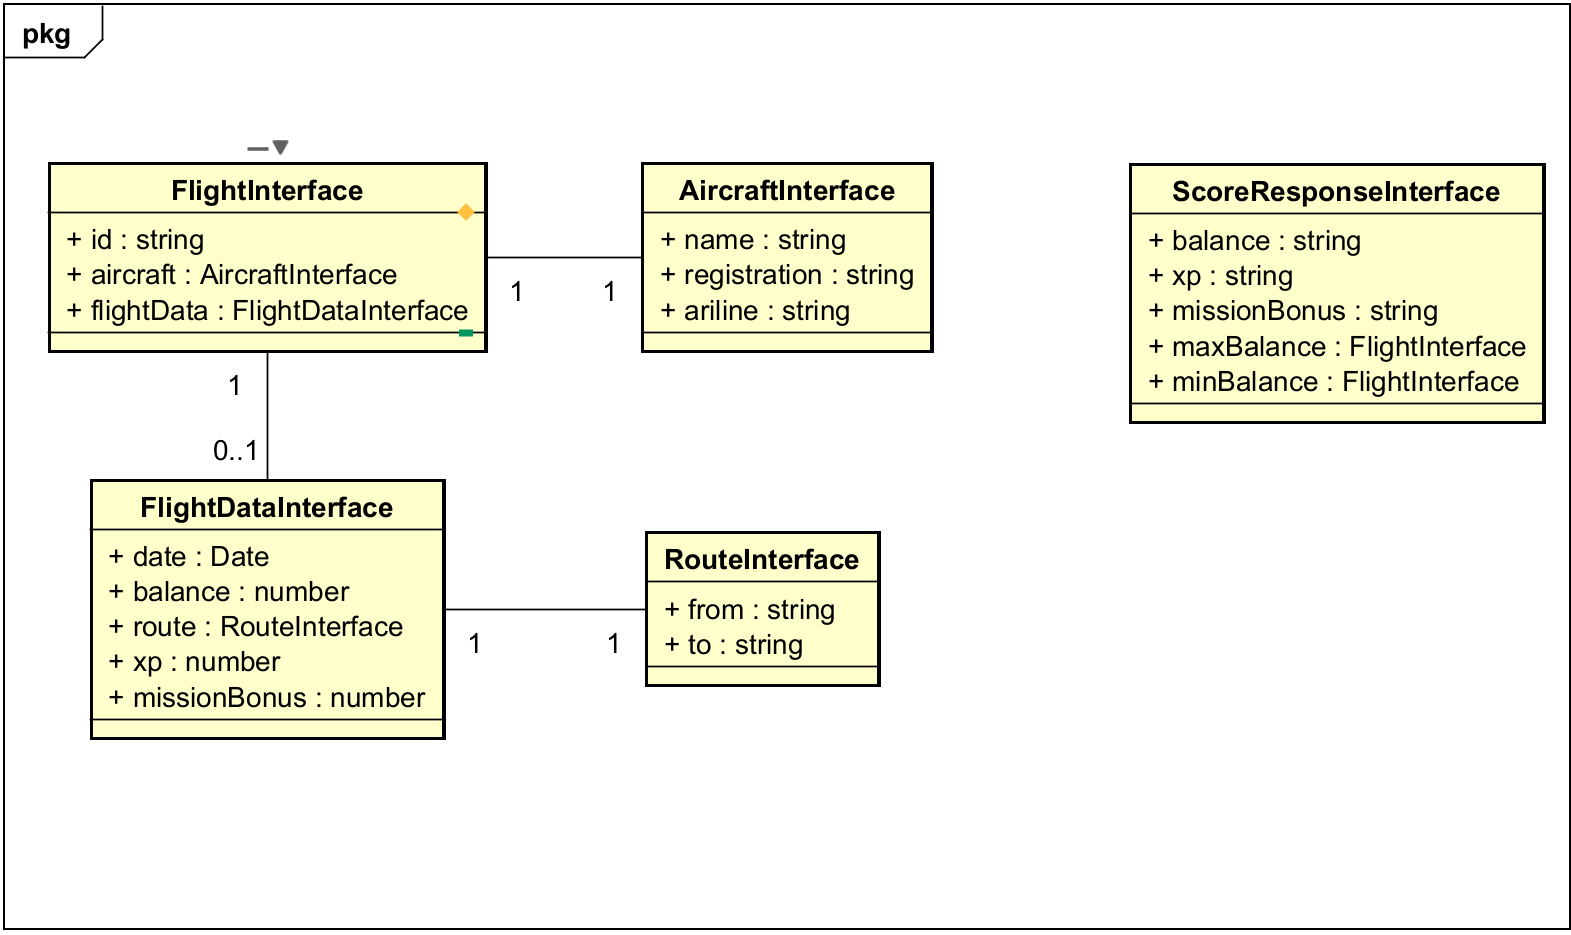 pkg
FlightInterface
+ id : string
+ aircraft : AircraftInterface
+ flightData : FlightDataInterface
1
1
AircraftInterface
+ name : string
+ registration : string
+ ariline : string
ScoreResponseInterface
+ balance : string
+ xp : string
+ missionBonus : string
+ maxBalance : FlightInterface
+ minBalance : FlightInterface
1
0..1
FlightDataInterface
+ date : Date
+ balance : number
+ route : RouteInterface
+ xp : number
+ missionBonus : number
1
1
RouteInterface
+ from : string
+ to : string